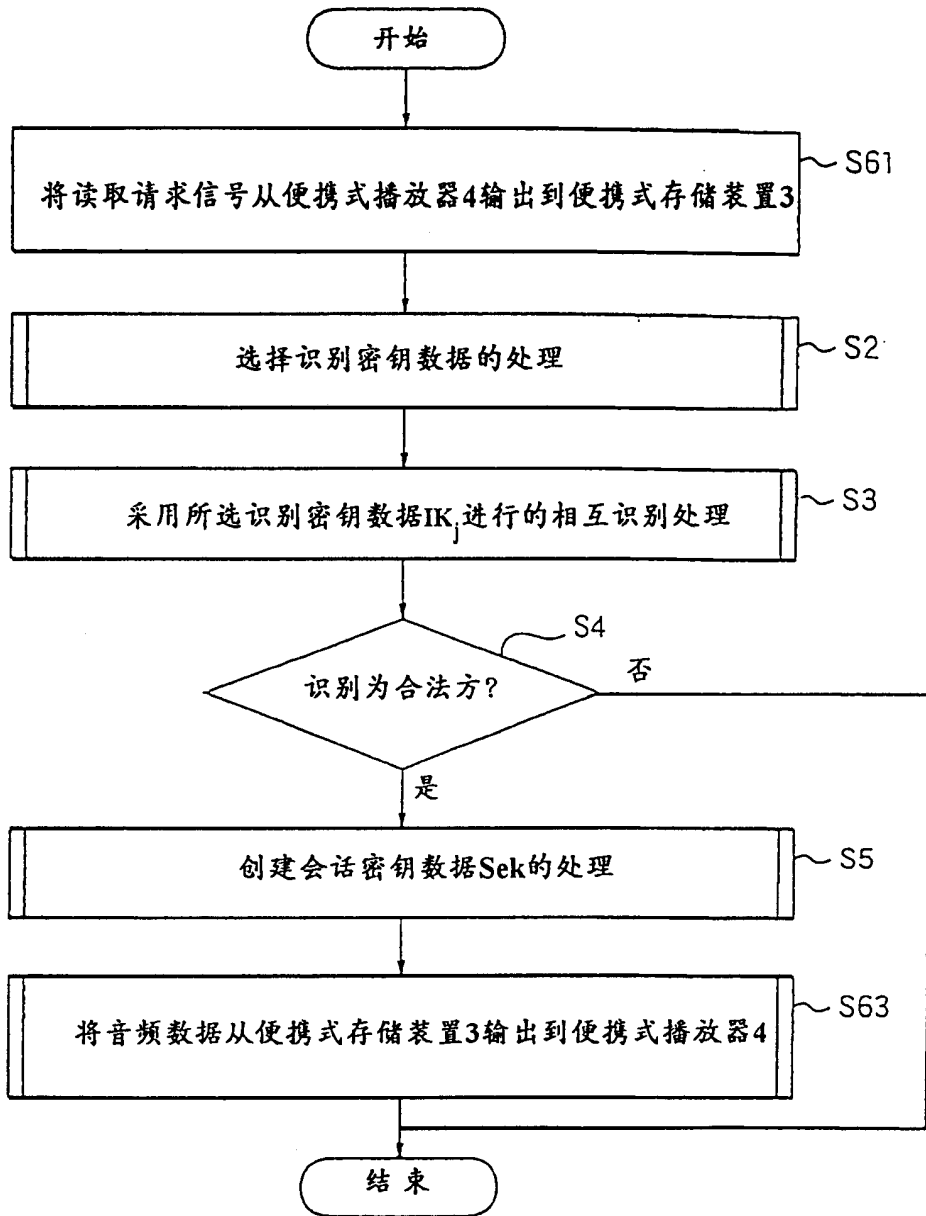 开始
将读取请求信号从便携式播放器4输出到便携式存储装置3
S61
选择识别密钥数据的处理
S2
采用所选识别密钥数据IKj进行的相互识别处理
S3
S4
识别为合法方?
否
是
创建会话密钥数据Sek的处理
S5
将音频数据从便携式存储装置3输出到便携式播放器4
S63
结束